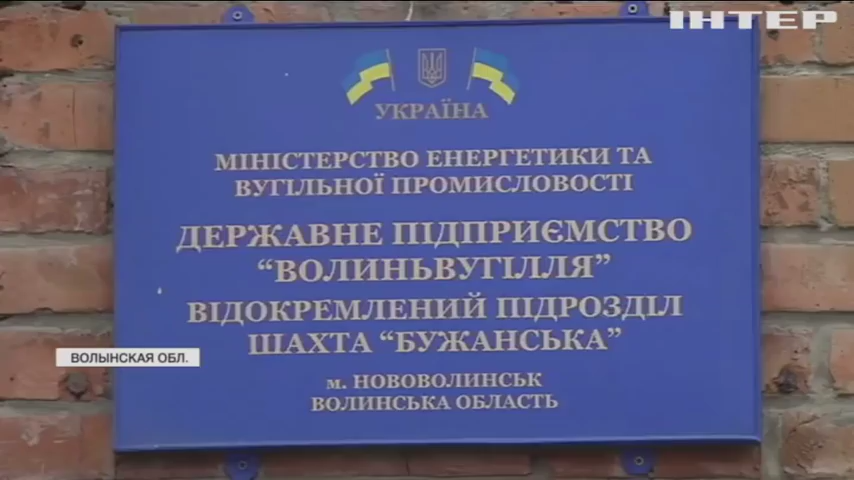 ІНТЕР
УКРАЇНА
МІНІСТЕРСТВО ЕНЕРГЕТИКИ ТА
ВУГІЛЬНОЇ ПРОМИСЛОВОСТІ
ДЕРЖАВНЕ ПІДПРИЄМСТВО
“ВОЛИНЬВУГІЛЛЯ”
ВІДОКРЕМЛЕНИЙ ПІДРОЗДІЛ
ШАХТА “БУЖАНСЬКА”
ВОЛЫНСКАЯ ОБЛ.
м. НОВОВОЛИНСЬК
ВОЛИНСЬКА ОБЛАСТЬ